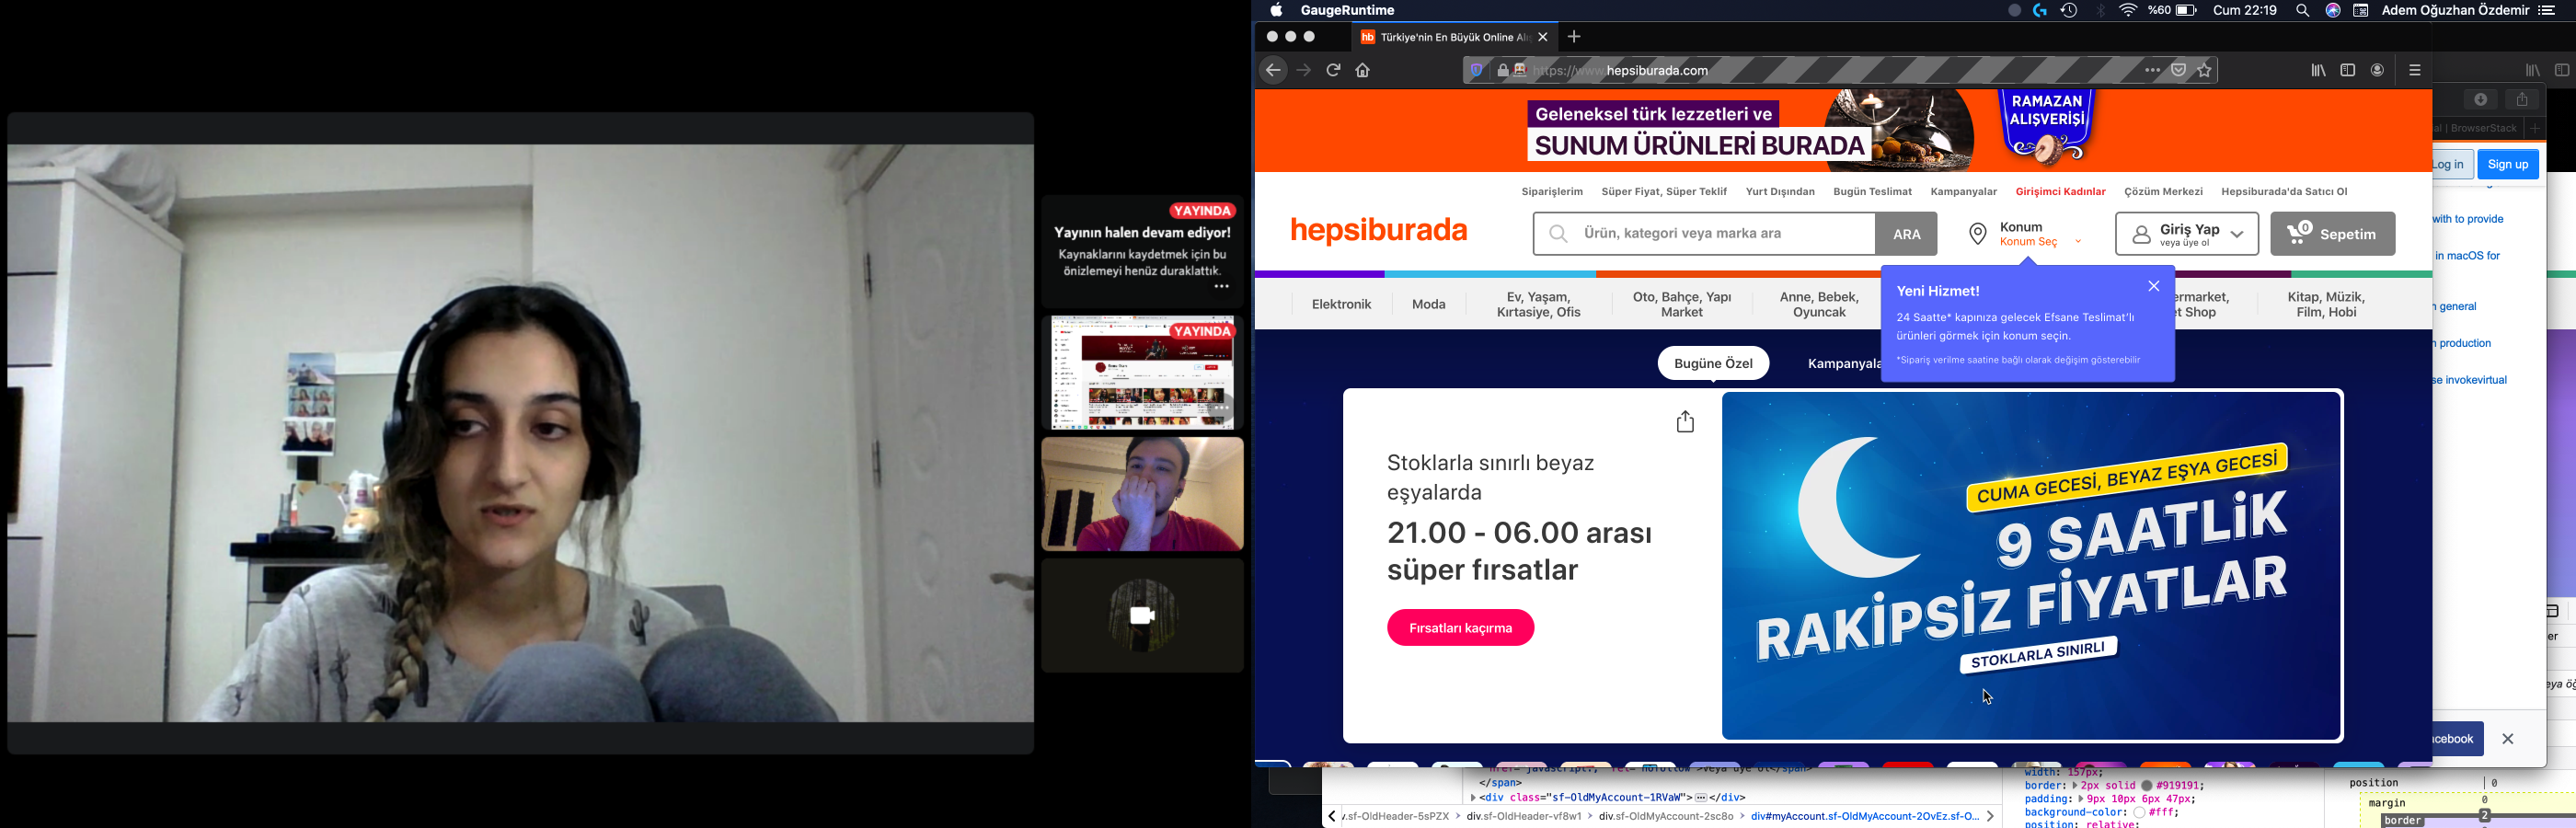 YAYINDA
Yayının halen devam ediyor!
Kaynaklarını kaydetmek için bu
önizlemeyi henüz duraklattık.
YAYINDA
GaugeRuntime
%60
Cum 22:19
Adem Oğuzhan Özdemir
hb Türkiye'nin En Büyük Online Alış
https://www.hepsiburada.com
Geleneksel türk lezzetleri ve
SUNUM ÜRÜNLERİ BURADA
RAMAZAN
ALIŞVERİŞİ
BrowserStack
Log in
Sign up
Siparişlerim
Süper Fiyat, Süper Teklif
Yurt Dışından
Bugün Teslimat
Kampanyalar
Girişimci Kadınlar
Çözüm Merkezi
Hepsiburada'da Satıcı Ol
hepsiburada
Ürün, kategori veya marka ara
ARA
Konum
Konum Seç
Giriş Yap
veya üye ol
0
Sepetim
with to provide
in macOS for
general
production
se invokevirtual
Elektronik
Moda
Ev, Yaşam,
Kırtasiye, Ofis
Oto, Bahçe, Yapı
Market
Anne, Bebek,
Oyuncak
ermarket,
et Shop
Kitap, Müzik,
Film, Hobi
Yeni Hizmet!
24 Saatte* kapınıza gelecek Efsane Teslimat'lı
ürünleri görmek için konum seçin.
*Sipariş verilme saatine bağlı olarak değişim gösterebilir
Bugüne Özel
Kampanyala
Stoklarla sınırlı beyaz
eşyalarda
21.00 - 06.00 arası
süper fırsatlar
Fırsatları kaçırma
CUMA GECESİ, BEYAZ EŞYA GECESİ
9 SAATLİK
RAKİPSİZ FİYATLAR
STOKLARLA SINIRLI
cebook
</span>
<div class="sf-OldMyAccount-1RVaW"> </div>
.sf-OldHeader-5sPZX > div.sf-OldHeader-vf8w1 > div.sf-OldMyAccount-2sc8o > div#myAccount.sf-OldMyAccount-2OvEz.sf-O...
width: 157px;
border: 2px solid #919191;
padding: 9px 10px 6px 47px;
background-color: #fff;
position: relative;
position
0
margin
0
border
2